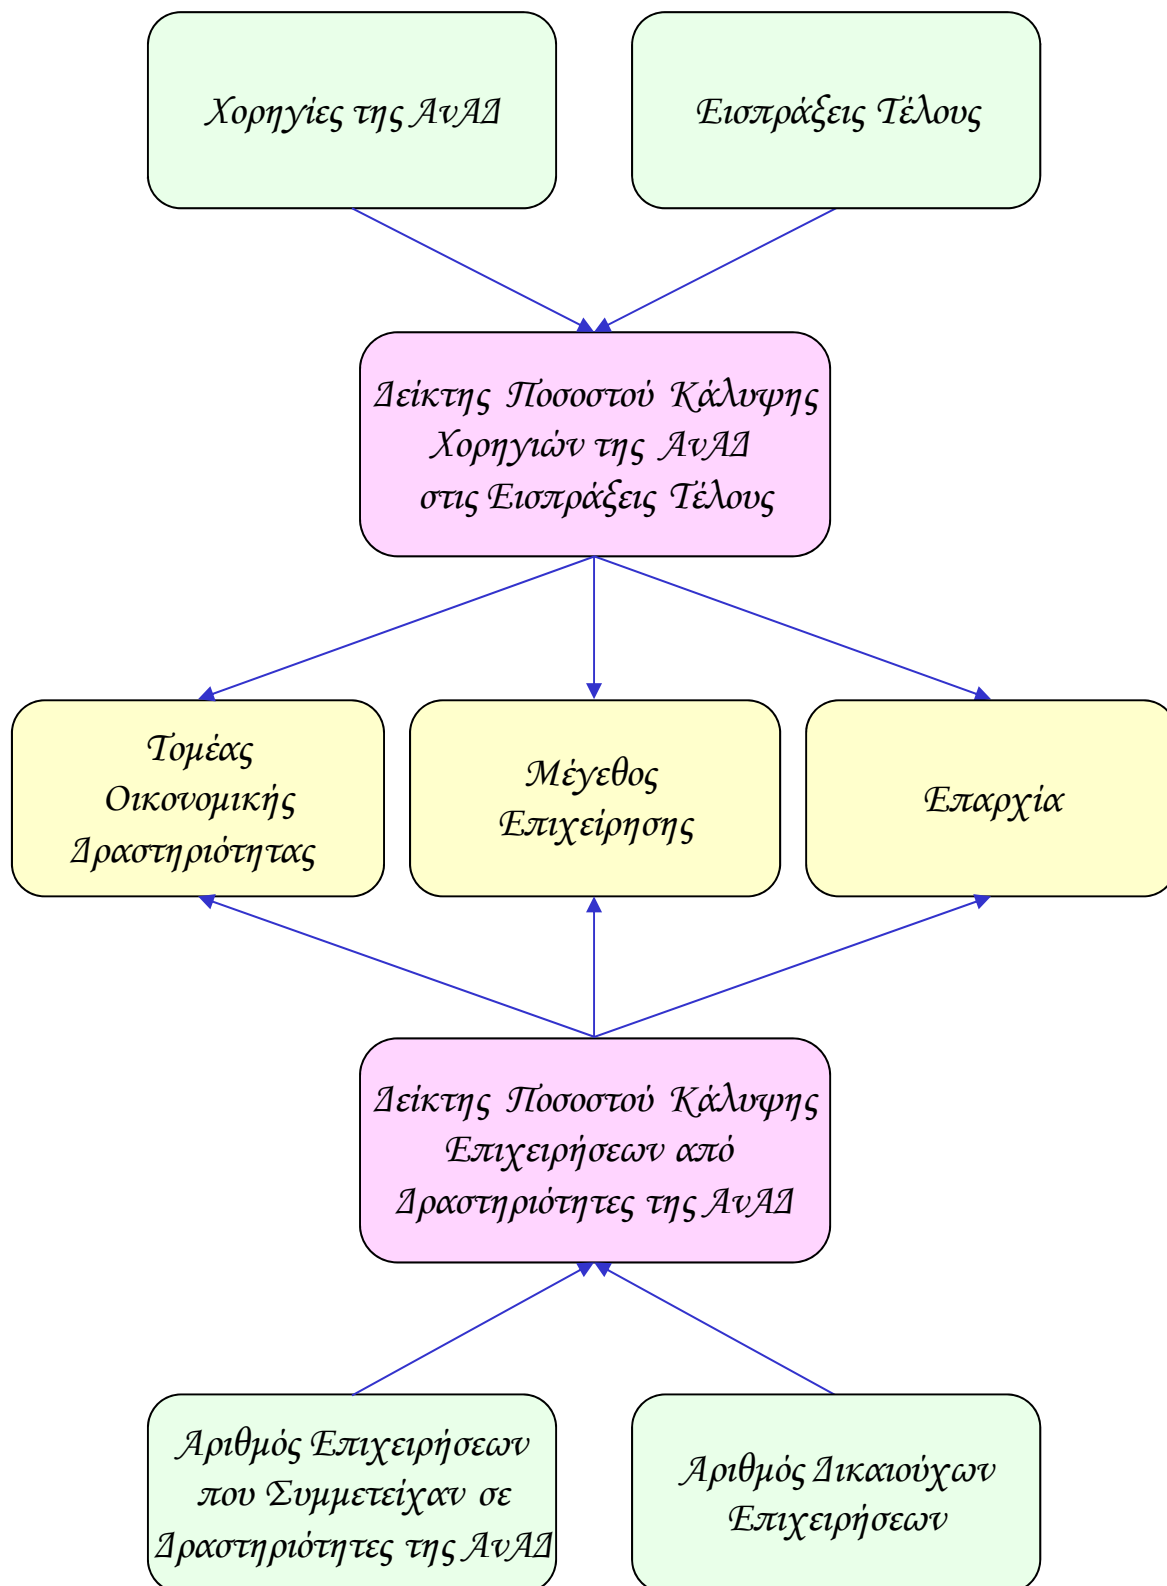 Χορηγίες της ΑνΑΔ
Εισπράξεις Τέλους
Δείκτης Ποσοστού Κάλυψης
Χορηγιών της ΑνΑΔ
στις Εισπράξεις Τέλους
Τομέας
Οικονομικής
Δραστηριότητας
Μέγεθος
Επιχείρησης
Επαρχία
Δείκτης Ποσοστού Κάλυψης
Επιχειρήσεων από
Δραστηριότητες της ΑνΑΔ
Αριθμός Επιχειρήσεων
που Συμμετείχαν σε
Δραστηριότητες της ΑνΑΔ
Αριθμός Δικαιούχων
Επιχειρήσεων